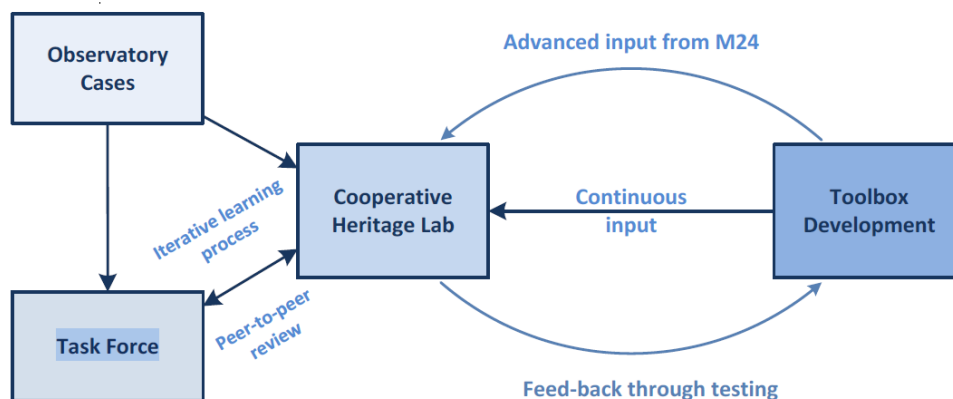 Observatory
Cases
Advanced input from M24
Cooperative
Heritage Lab
Continuous
input
Toolbox
Development
Iterative learning
process
Peer-to-peer
review
Task Force
Feed-back through testing